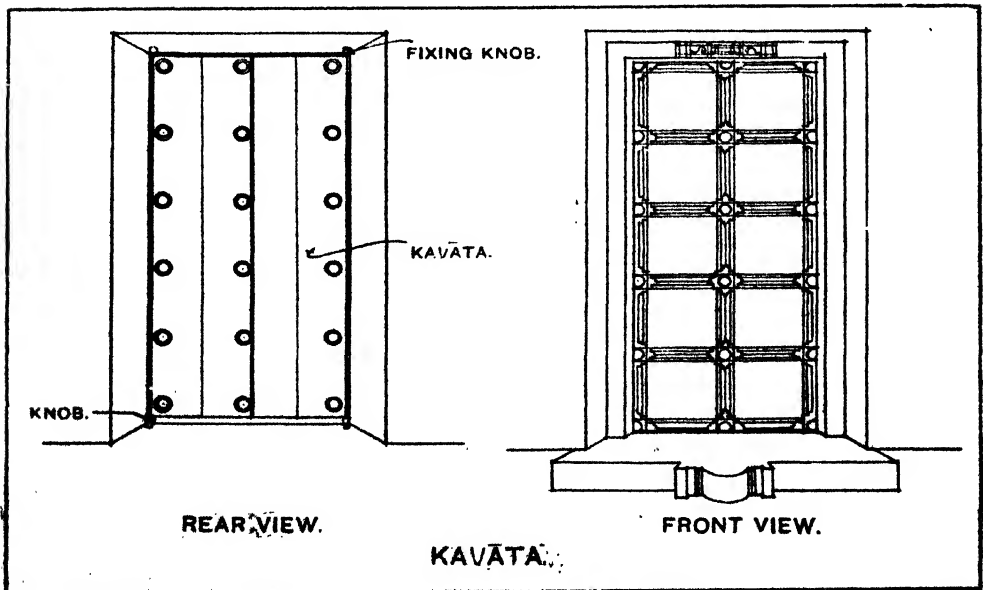 FIXING KNOB.
KAVĀTA.
KNOB.
REAR VIEW.
FRONT VIEW.
KAVĀTA.